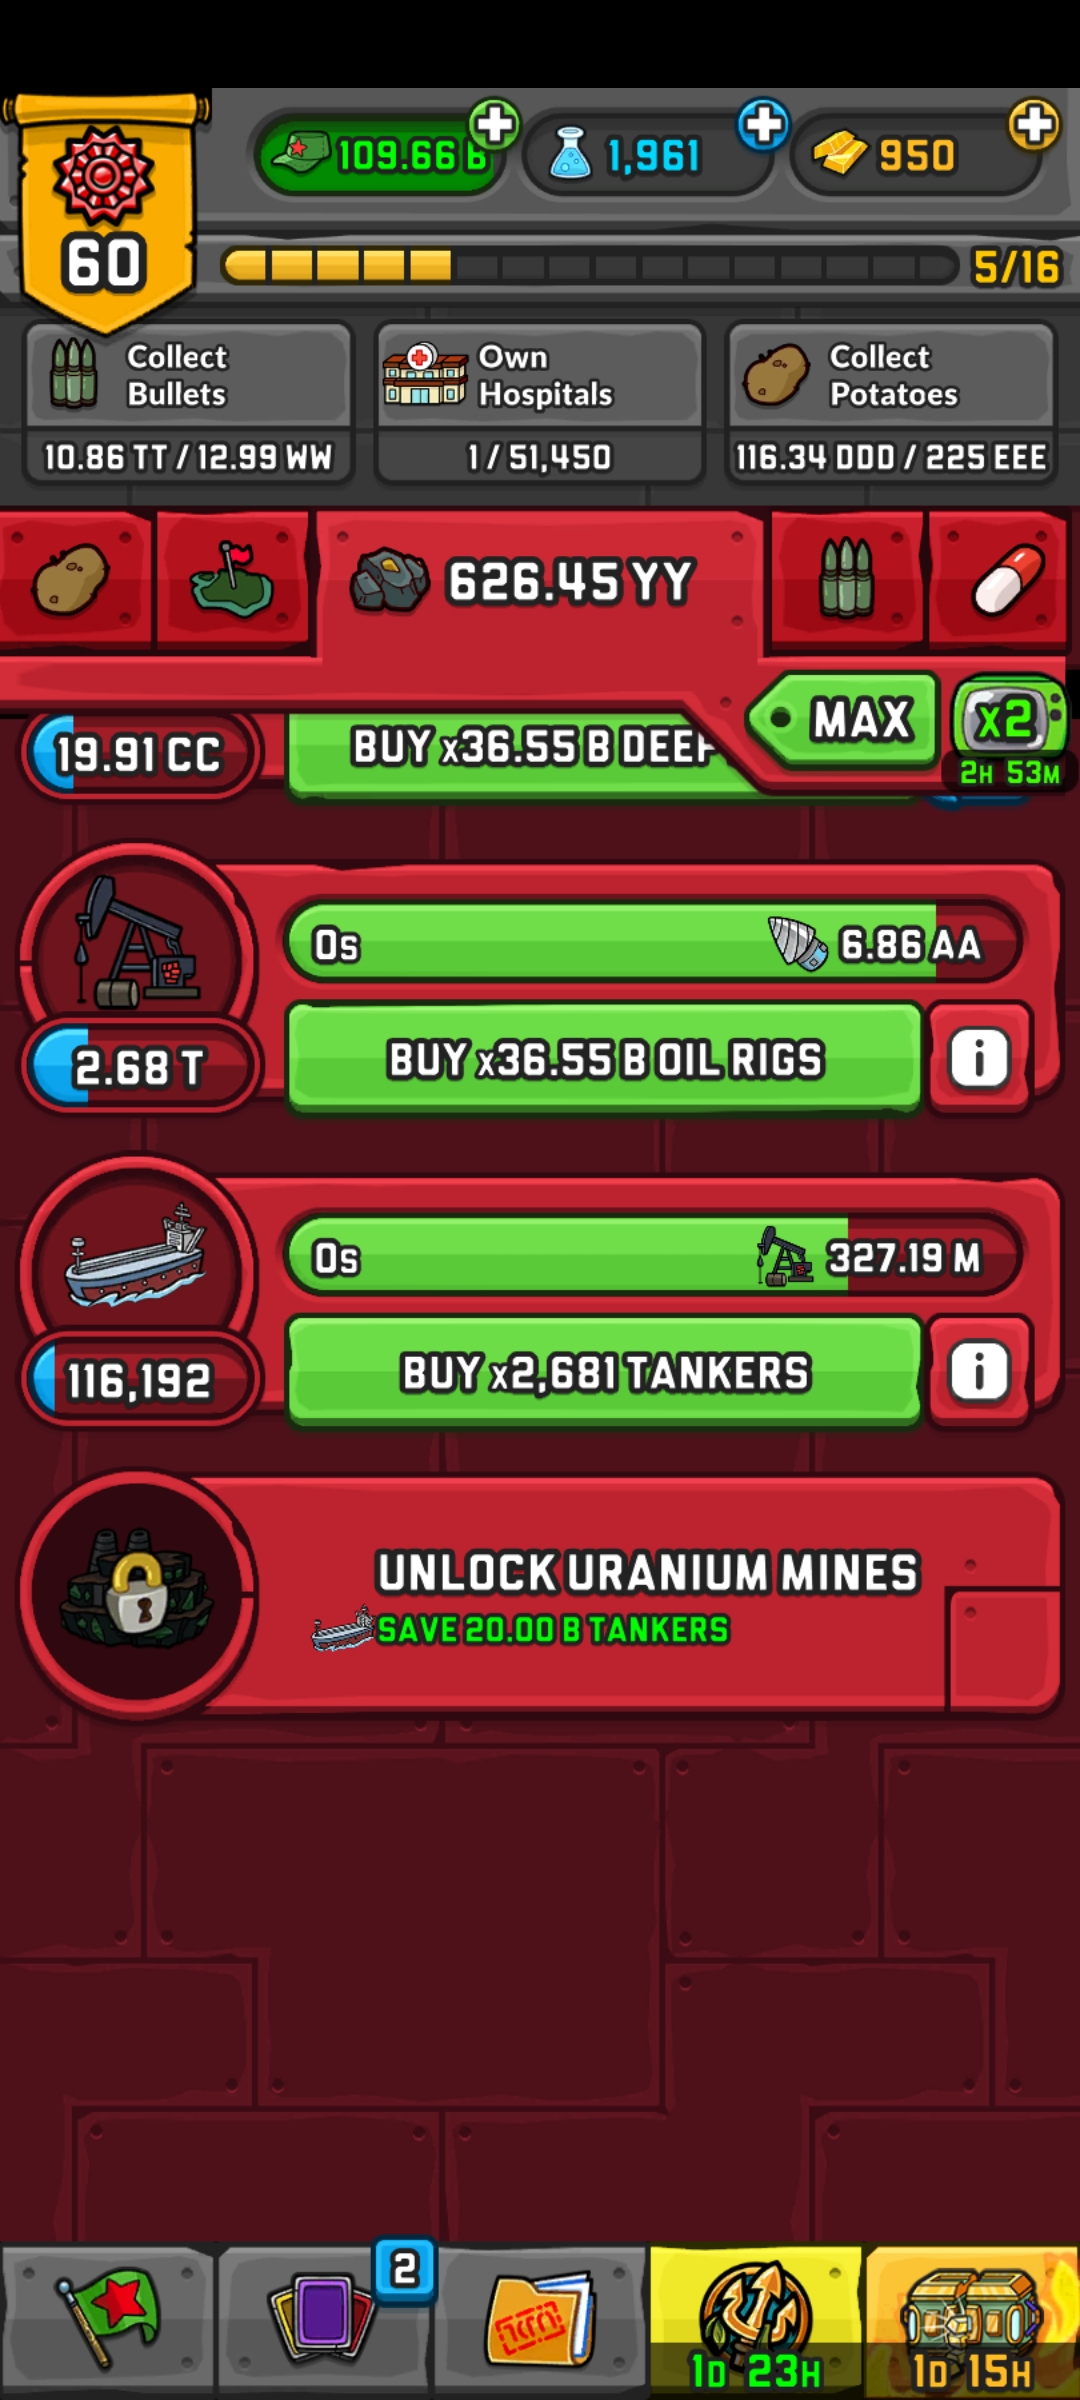 109.66 B
1,961
950
60
5/16
Collect
Bullets
10.86 TT / 12.99 WW
Own
Hospitals
1 / 51,450
Collect
Potatoes
116.34 DDD / 225 EEE
626.45 YY
MAX
x2
2H 53M
19.91 CC
BUY x36.55 B DEEP
0s
6.86 AA
2.68 T
BUY x36.55 B OIL RIGS
i
0s
327.19 M
116,192
BUY x2,681 TANKERS
i
UNLOCK URANIUM MINES
SAVE 20.00 B TANKERS
2
1D 23H
1D 15H